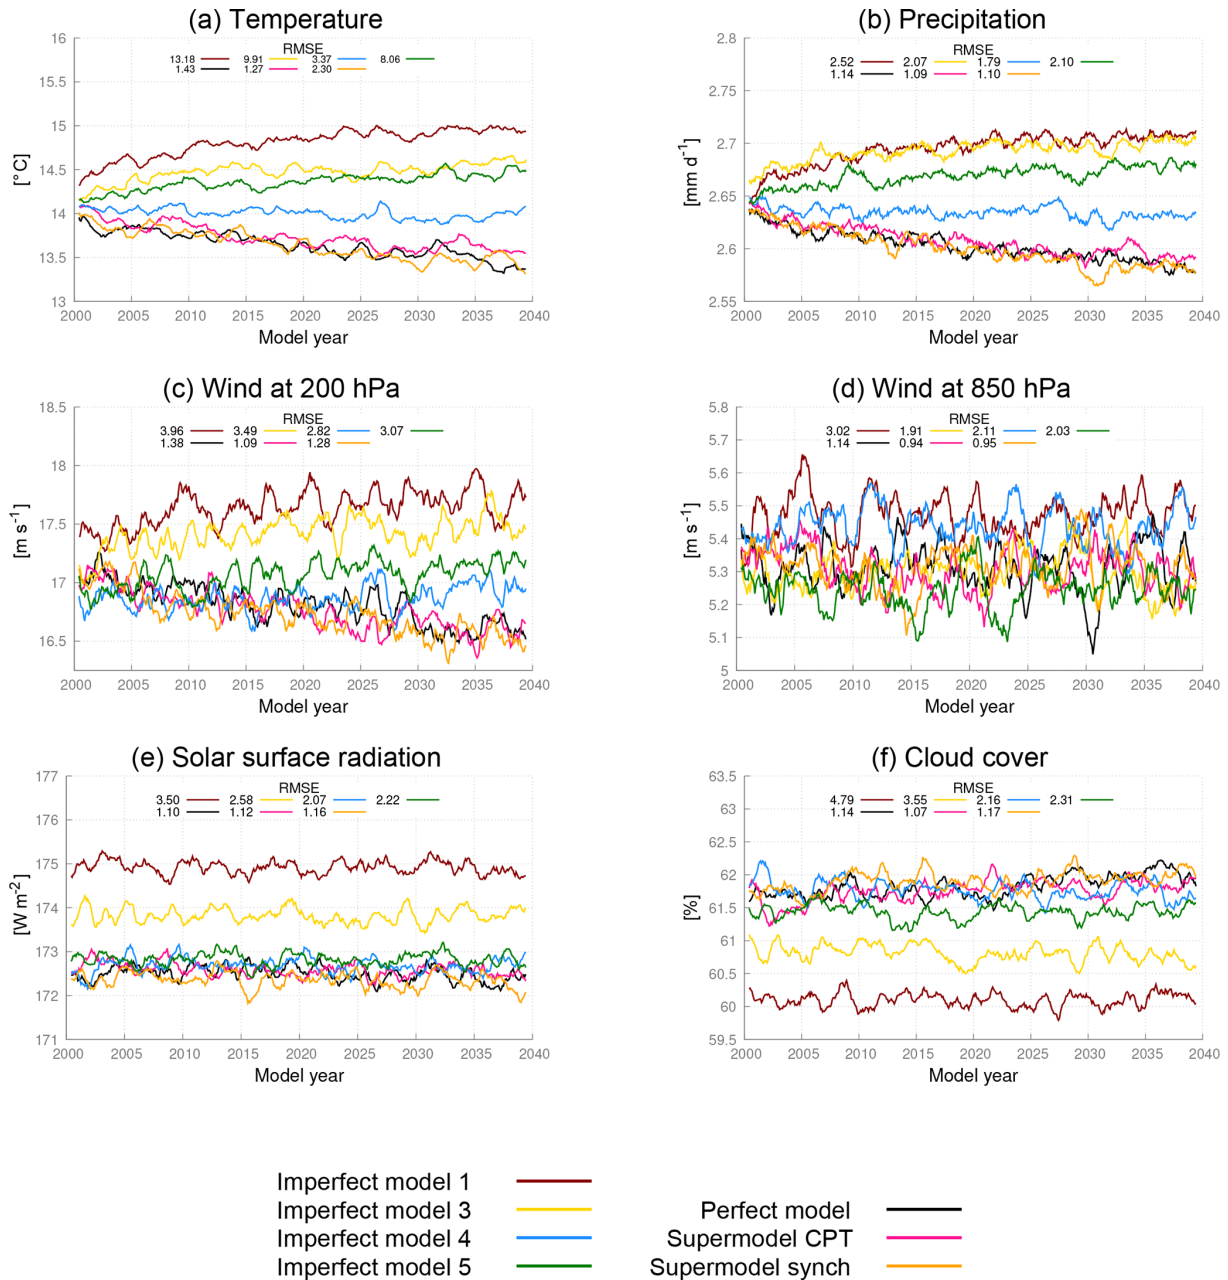 (a) Temperature
RMSE
13.18 9.91 3.37 8.06
1.43 1.27 2.30
16
15.5
15
14.5
14
13.5
13
[°C]
2000 2005 2010 2015 2020 2025 2030 2035 2040
Model year
(b) Precipitation
RMSE
2.52 2.07 1.79 2.10
1.14 1.09 1.10
2.8
2.75
2.7
2.65
2.6
2.55
[mm d-1]
2000 2005 2010 2015 2020 2025 2030 2035 2040
Model year
(c) Wind at 200 hPa
RMSE
3.96 3.49 2.82 3.07
1.38 1.09 1.28
18.5
18
17.5
17
16.5
[m s-1]
2000 2005 2010 2015 2020 2025 2030 2035 2040
Model year
(d) Wind at 850 hPa
RMSE
3.02 1.91 2.11 2.03
1.14 0.94 0.95
5.8
5.7
5.6
5.5
5.4
5.3
5.2
5.1
5
[m s-1]
2000 2005 2010 2015 2020 2025 2030 2035 2040
Model year
(e) Solar surface radiation
RMSE
3.50 2.58 2.07 2.22
1.10 1.12 1.16
177
176
175
174
173
172
171
[W m-2]
2000 2005 2010 2015 2020 2025 2030 2035 2040
Model year
(f) Cloud cover
RMSE
4.79 3.55 2.16 2.31
1.14 1.07 1.17
63.5
63
62.5
62
61.5
61
60.5
60
59.5
[%]
2000 2005 2010 2015 2020 2025 2030 2035 2040
Model year
Imperfect model 1
Imperfect model 3
Imperfect model 4
Imperfect model 5
Perfect model
Supermodel CPT
Supermodel synch